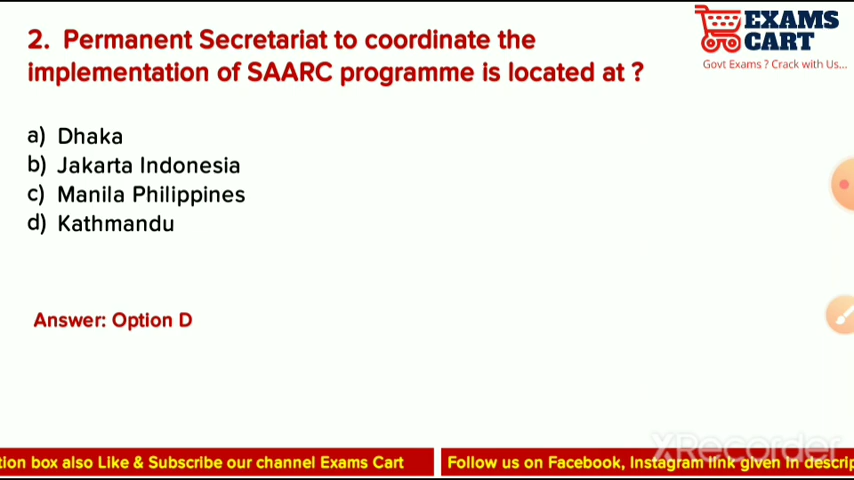 2. Permanent Secretariat to coordinate the
implementation of SAARC programme is located at ?
EXAMS
CART
Govt Exams ? Crack with Us...
a) Dhaka
b) Jakarta Indonesia
c) Manila Philippines
d) Kathmandu
Answer: Option D
XRecorder
tion box also Like & Subscribe our channel Exams Cart
Follow us on Facebook, Instagram link given in descrip